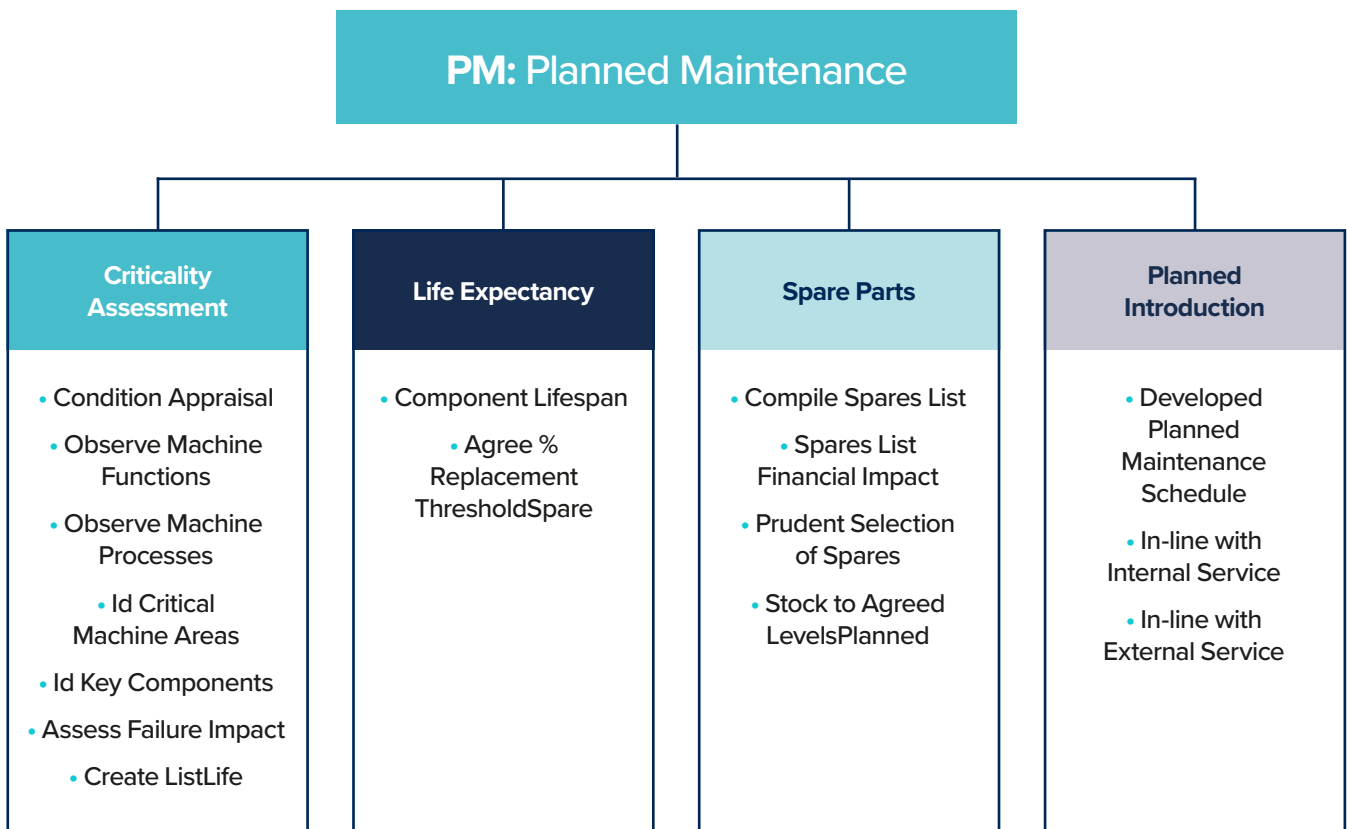 PM: Planned Maintenance
Criticality
Assessment
• Condition Appraisal
• Observe Machine
Functions
• Observe Machine
Processes
• Id Critical
Machine Areas
• Id Key Components
• Assess Failure Impact
• Create ListLife
Life Expectancy
• Component Lifespan
• Agree %
Replacement
ThresholdSpare
Spare Parts
• Compile Spares List
• Spares List
Financial Impact
• Prudent Selection
of Spares
• Stock to Agreed
LevelsPlanned
Planned
Introduction
• Developed
Planned
Maintenance
Schedule
• In-line with
Internal Service
• In-line with
External Service